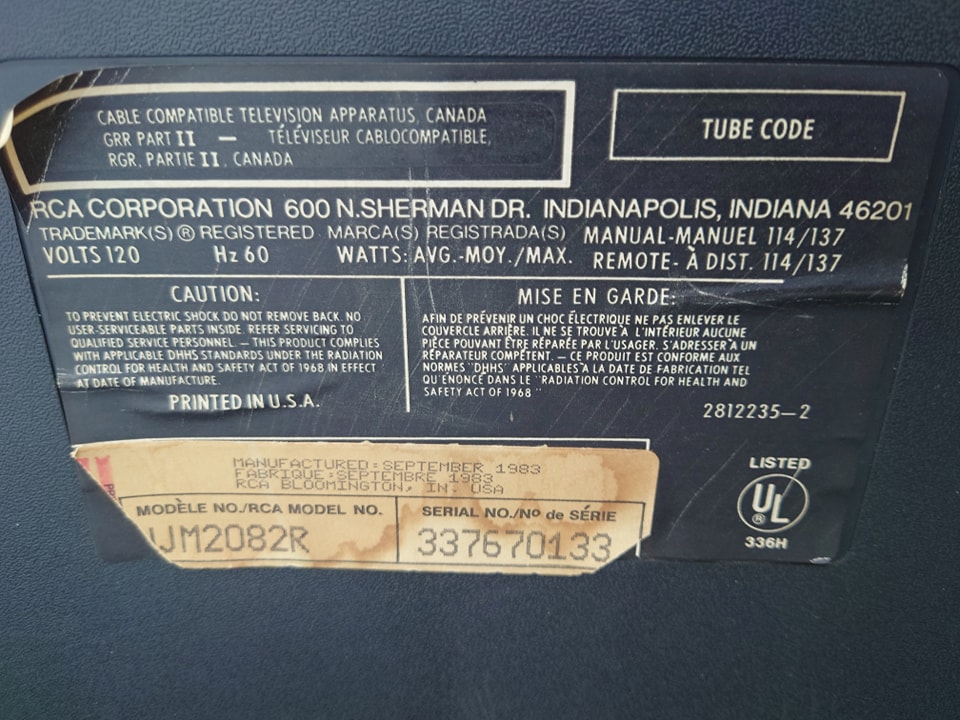 CABLE COMPATIBLE TELEVISION APPARATUS, CANADA
GRR PART II — TÉLÉVISEUR CABLOCOMPATIBLE,
RGR, PARTIE II, CANADA
TUBE CODE
RCA CORPORATION 600 N.SHERMAN DR. INDIANAPOLIS, INDIANA 46201
TRADEMARK(S) ® REGISTERED MARCA(S) REGISTRADA(S) MANUAL-MANUEL 114/137
VOLTS 120 Hz 60 WATTS: AVG.-MOY./MAX. REMOTE- À DIST. 114/137
CAUTION:
TO PREVENT ELECTRIC SHOCK DO NOT REMOVE BACK. NO
USER-SERVICEABLE PARTS INSIDE. REFER SERVICING TO
QUALIFIED SERVICE PERSONNEL. — THIS PRODUCT COMPLIES
WITH APPLICABLE DHHS STANDARDS UNDER THE RADIATION
CONTROL FOR HEALTH AND SAFETY ACT OF 1968 IN EFFECT
AT DATE OF MANUFACTURE.
PRINTED IN U.S.A.
MISE EN GARDE:
AFIN DE PRÉVENIR UN CHOC ÉLECTRIQUE NE PAS ENLEVER LE
COUVERCLE ARRIÈRE. IL NE SE TROUVE À L'INTÉRIEUR AUCUNE
PIÈCE POUVANT ÊTRE RÉPARÉE PAR L'USAGER. S'ADRESSER A UN
RÉPARATEUR COMPÉTENT. — CE PRODUIT EST CONFORME AUX
NORMES "DHHS" APPLICABLES À LA DATE DE FABRICATION TEL
QU'ÉNONCÉ DANS LE "RADIATION CONTROL FOR HEALTH AND
SAFETY ACT OF 1968"
2812235-2
MANUFACTURED:SEPTEMBER 1983
FABRIQUE:SEPTEMBRE 1983
RCA BLOOMINGTON, IN. USA
MODÈLE NO./RCA MODEL NO.
SERIAL NO./Nº de SÉRIE
JM2082R
337670133
LISTED
UL
®
336H